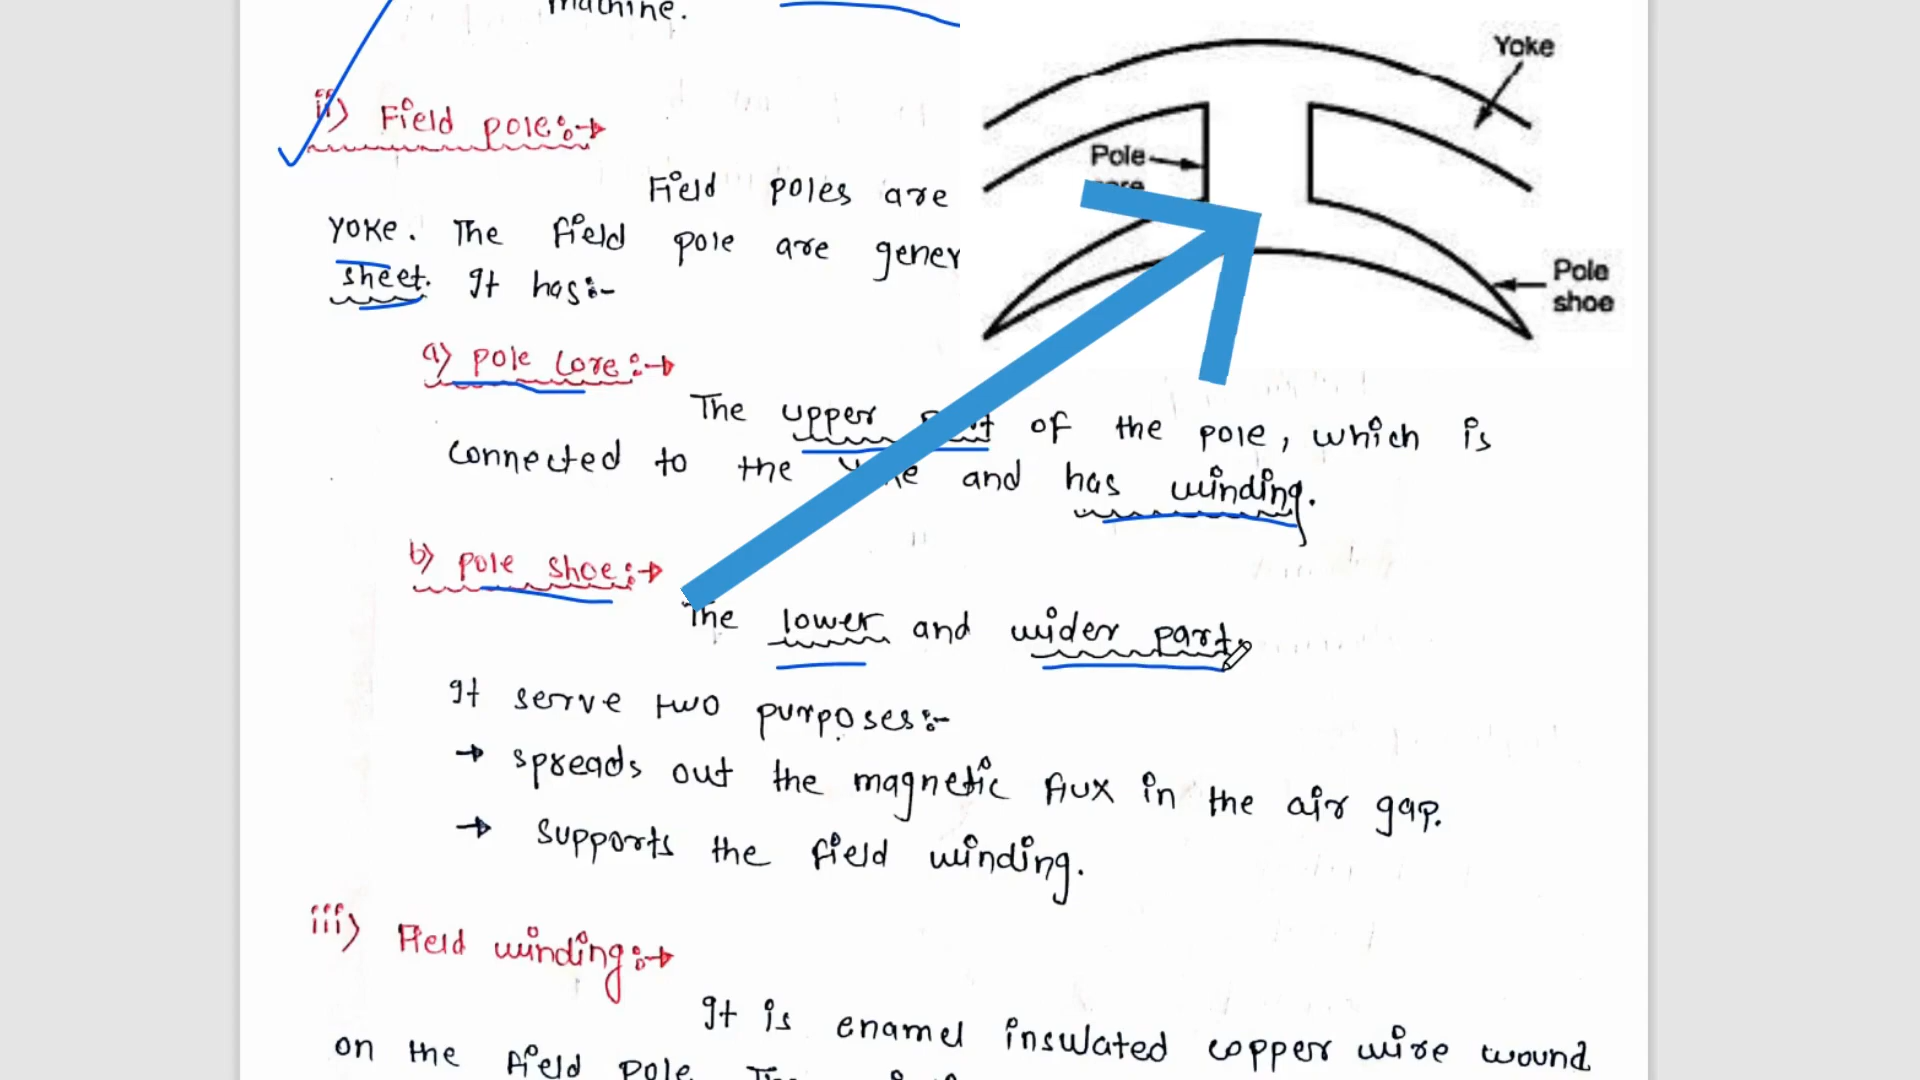 machine.
ii) Field pole:→
Field poles are
yoke. The field pole are gener
sheet. It has:-
a) pole core:→
The upper of the pole, which is
connected to the and has winding.
b) pole shoe:→
The lower and wider part.
It serve two purposes:-
→ spreads out the magnetic flux in the air gap.
→ supports the field winding.
iii) Field winding:→
It is enamel insulated copper wire wound
on the field pole.
Yoke
Pole
Pole
shoe